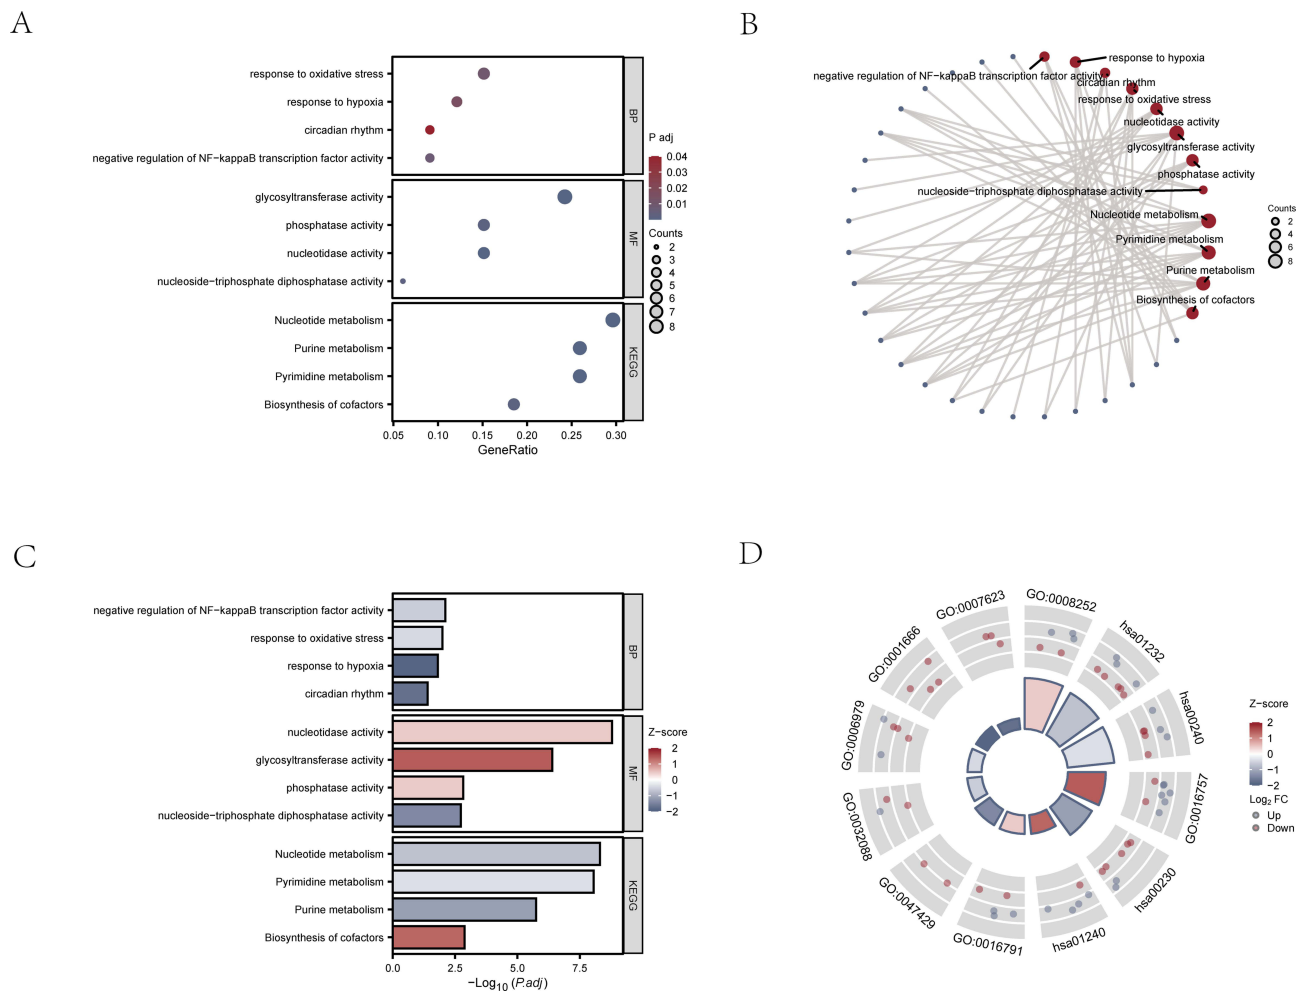 A
response to oxidative stress
response to hypoxia
circadian rhythm
negative regulation of NF−kappaB transcription factor activity
BP
glycosyltransferase activity
phosphatase activity
nucleotidase activity
nucleoside−triphosphate diphosphatase activity
MF
Nucleotide metabolism
Purine metabolism
Pyrimidine metabolism
Biosynthesis of cofactors
KEGG
0.05 0.10 0.15 0.20 0.25 0.30
GeneRatio
P adj
0.04
0.03
0.02
0.01
Counts
2
3
4
5
6
7
8
B
response to hypoxia
negative regulation of NF−kappaB transcription factor activity
circadian rhythm
response to oxidative stress
nucleotidase activity
glycosyltransferase activity
phosphatase activity
nucleoside−triphosphate diphosphatase activity
Nucleotide metabolism
Pyrimidine metabolism
Purine metabolism
Biosynthesis of cofactors
Counts
2
4
6
8
C
negative regulation of NF−kappaB transcription factor activity
response to oxidative stress
response to hypoxia
circadian rhythm
BP
nucleotidase activity
glycosyltransferase activity
phosphatase activity
nucleoside−triphosphate diphosphatase activity
MF
Nucleotide metabolism
Pyrimidine metabolism
Purine metabolism
Biosynthesis of cofactors
KEGG
0.0 2.5 5.0 7.5
−Log10 (P.adj)
Z−score
2
1
0
−1
−2
D
GO:0008252
hsa01232
hsa00240
GO:0016757
hsa00230
hsa01240
GO:0016791
GO:0047429
GO:0032088
GO:0006979
GO:0001666
GO:0007623
Z−score
2
1
0
−1
−2
Log2 FC
Up
Down